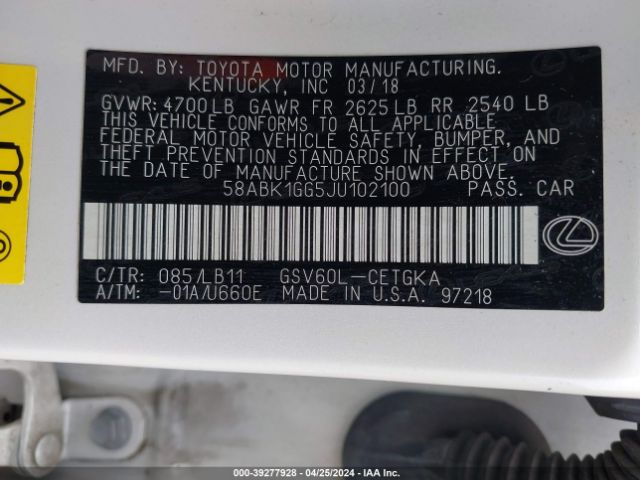 MFD. BY: TOYOTA MOTOR MANUFACTURING.
KENTUCKY, INC 03/18
GVWR: 4700LB GAWR FR 2625LB RR 2540 LB
THIS VEHICLE CONFORMS TO ALL APPLICABLE
FEDERAL MOTOR VEHICLE SAFETY, BUMPER, AND
THEFT PREVENTION STANDARDS IN EFFECT ON
THE DATE OF MANUFACTURE SHOWN ABOVE.
58ABK1GG5JU102100 PASS. CAR
C/TR: 085/LB11 GSV60L-CETGKA
A/TM: -01A/U660E MADE IN U.S.A. 97218
000-39277928 - 04/25/2024 - IAA Inc.